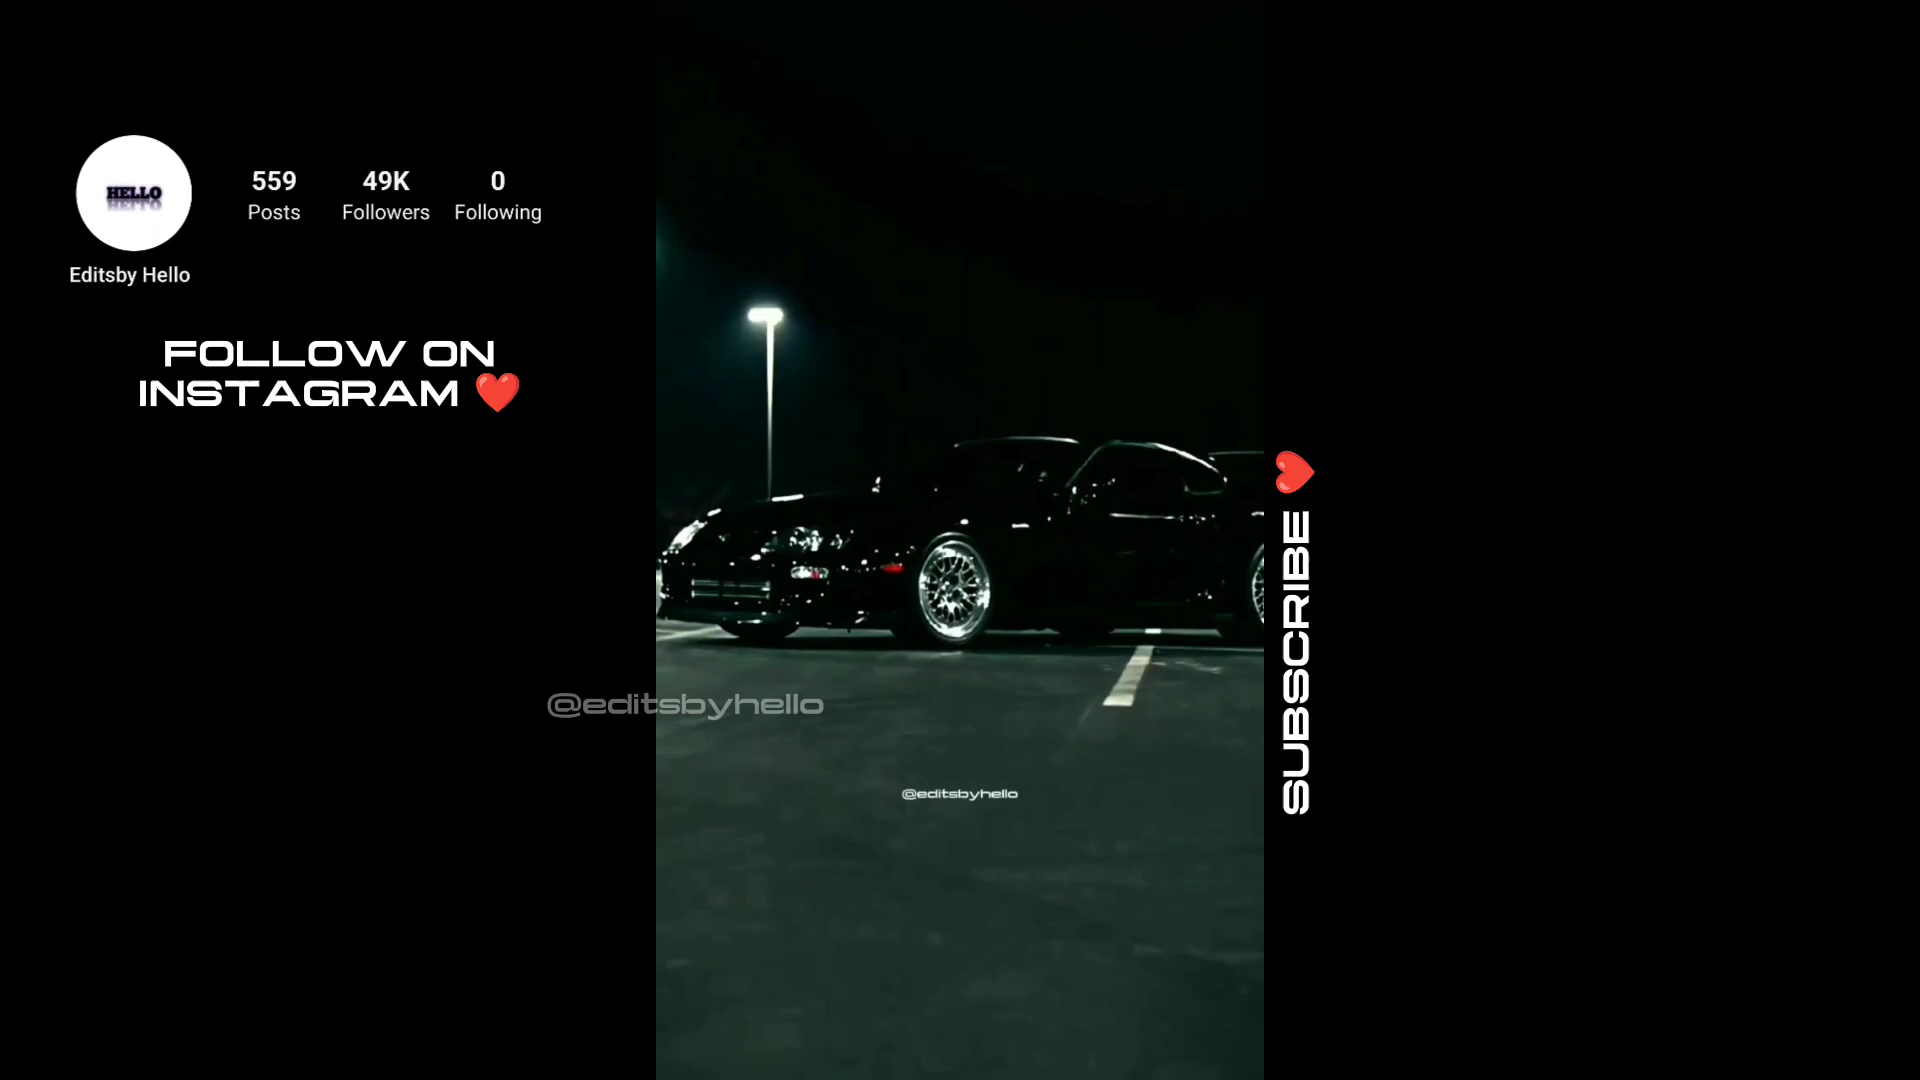 HELLO
559
49K
0
Posts
Followers
Following
Editsby Hello
FOLLOW ON
INSTAGRAM ❤️
SUBSCRIBE ❤️
@editsbyhello
@editsbyhello